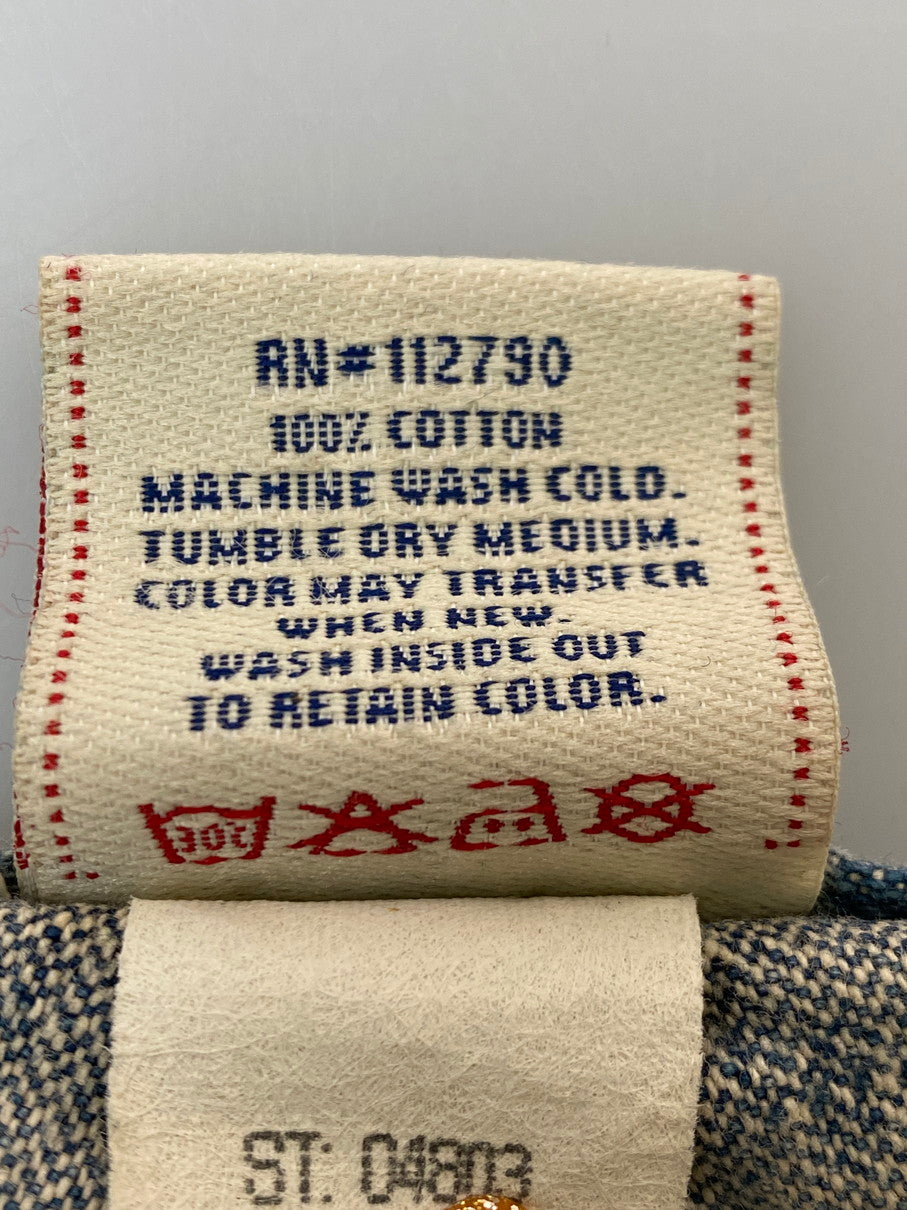 RN#112790
100% COTTON
MACHINE WASH COLD.
TUMBLE DRY MEDIUM.
COLOR MAY TRANSFER
WHEN NEW.
WASH INSIDE OUT
TO RETAIN COLOR.
30C
ST: 04803